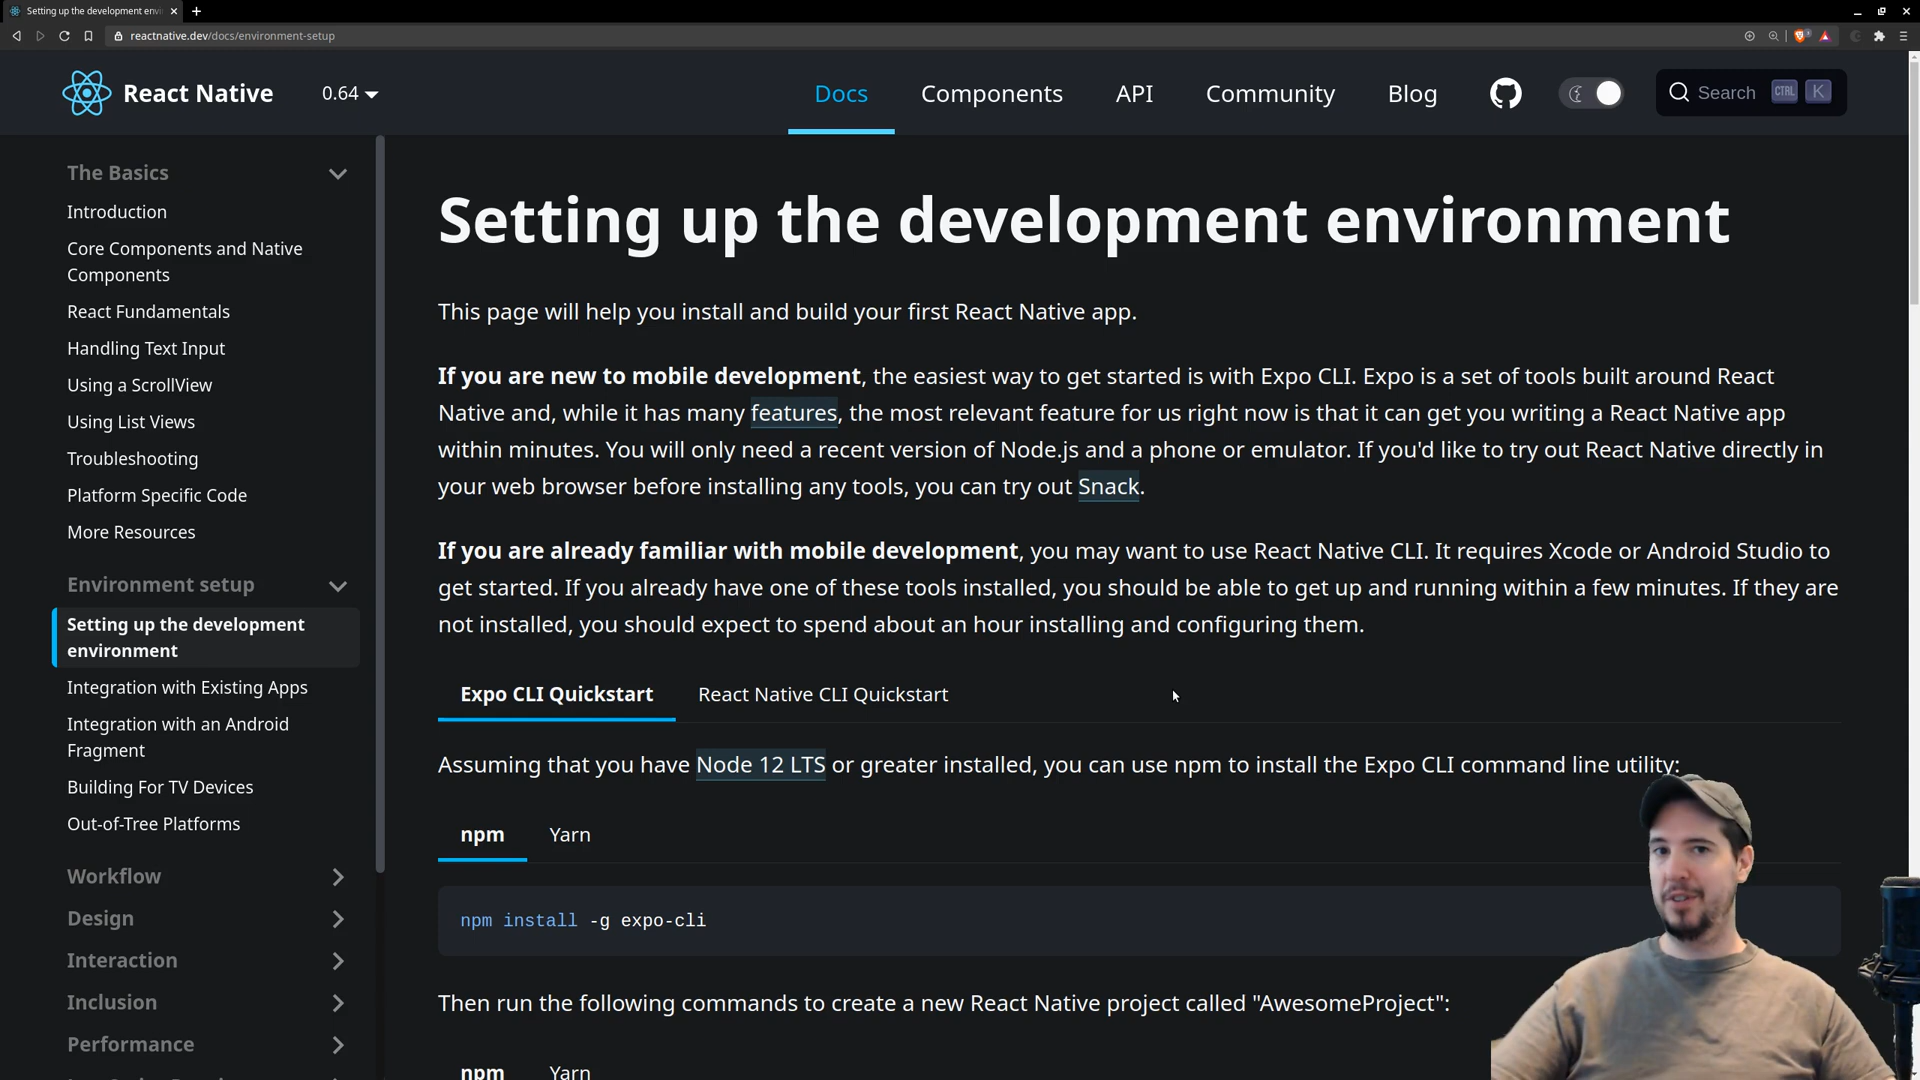 Setting up the development envi
reactnative.dev/docs/environment-setup
React Native
0.64
Docs
Components
API
Community
Blog
Search
CTRL
K
The Basics
Introduction
Core Components and Native
Components
React Fundamentals
Handling Text Input
Using a ScrollView
Using List Views
Troubleshooting
Platform Specific Code
More Resources
Environment setup
Setting up the development
environment
Integration with Existing Apps
Integration with an Android
Fragment
Building For TV Devices
Out-of-Tree Platforms
Workflow
Design
Interaction
Inclusion
Performance
Setting up the development environment
This page will help you install and build your first React Native app.
If you are new to mobile development, the easiest way to get started is with Expo CLI. Expo is a set of tools built around React
Native and, while it has many features, the most relevant feature for us right now is that it can get you writing a React Native app
within minutes. You will only need a recent version of Node.js and a phone or emulator. If you'd like to try out React Native directly in
your web browser before installing any tools, you can try out Snack.
If you are already familiar with mobile development, you may want to use React Native CLI. It requires Xcode or Android Studio to
get started. If you already have one of these tools installed, you should be able to get up and running within a few minutes. If they are
not installed, you should expect to spend about an hour installing and configuring them.
Expo CLI Quickstart
React Native CLI Quickstart
Assuming that you have Node 12 LTS or greater installed, you can use npm to install the Expo CLI command line utility:
npm
Yarn
npm install -g expo-cli
Then run the following commands to create a new React Native project called "AwesomeProject":
npm
Yarn